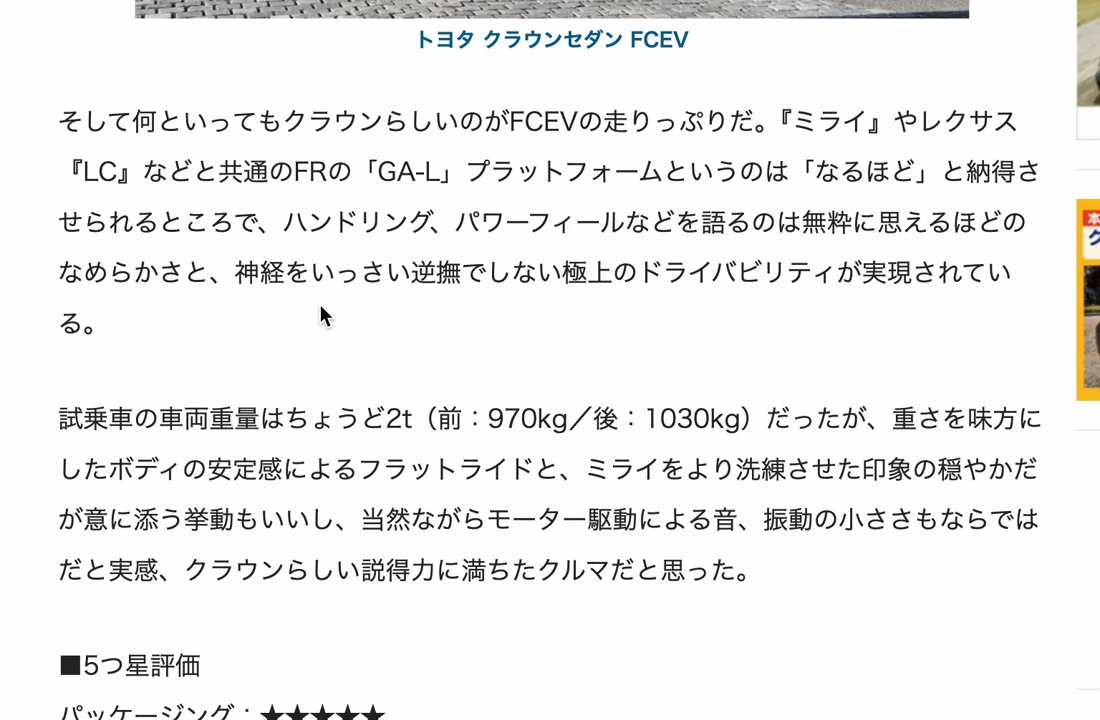 トヨタ クラウンセダン FCEV
そして何といってもクラウンらしいのがFCEVの走りっぷりだ。『ミライ』やレクサス
『LC』などと共通のFRの「GA-L」プラットフォームというのは「なるほど」と納得さ
せられるところで、ハンドリング、パワーフィールなどを語るのは無粋に思えるほどの
なめらかさと、神経をいっさい逆撫でしない極上のドライバビリティが実現されてい
る。
試乗車の車両重量はちょうど2t（前：970kg／後：1030kg）だったが、重さを味方に
したボディの安定感によるフラットライドと、ミライをより洗練させた印象の穏やかだ
が意に添う挙動もいいし、当然ながらモーター駆動による音、振動の小ささもならでは
だと実感、クラウンらしい説得力に満ちたクルマだと思った。
■5つ星評価
パッケージング：★★★★★